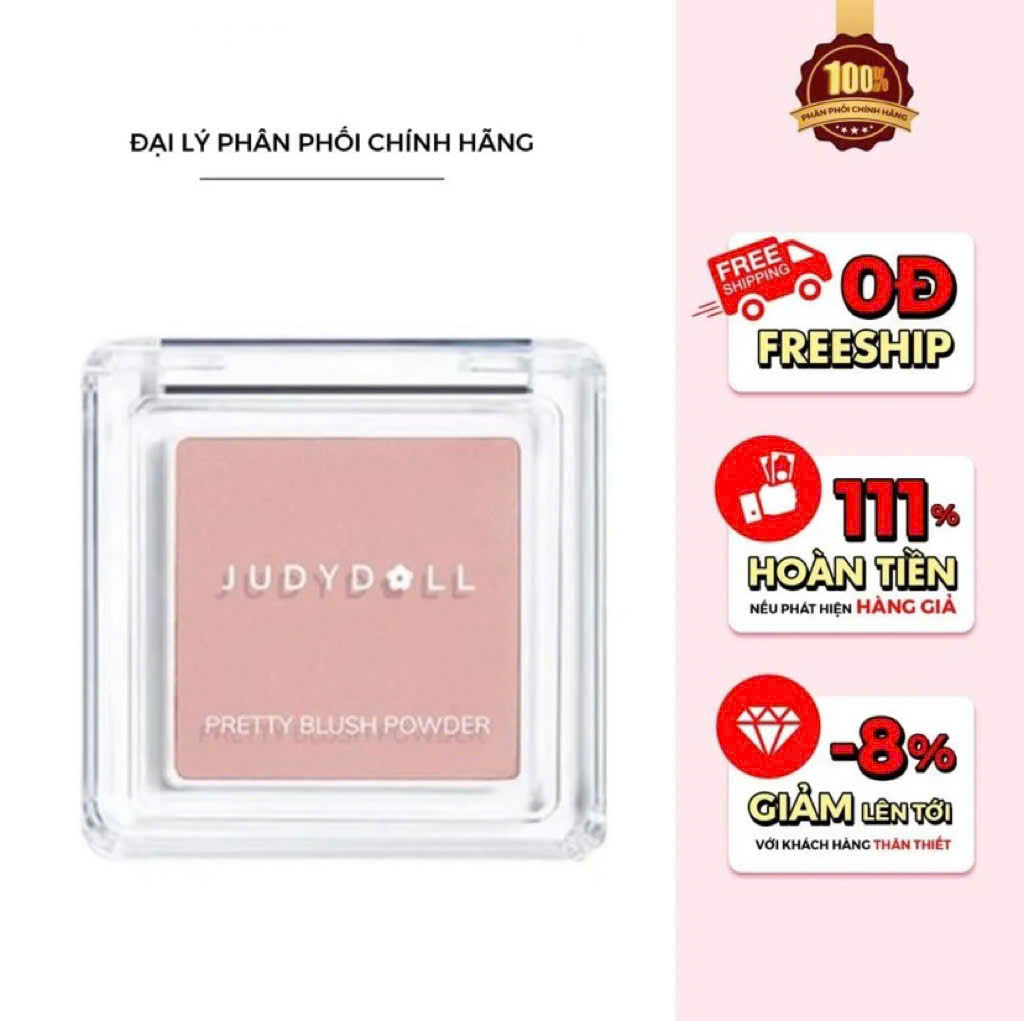 ĐẠI LÝ PHÂN PHỐI CHÍNH HÃNG
JUDYDOLL
PRETTY BLUSH POWDER
100%
PHÂN PHỐI CHÍNH HÃNG
FREE
SHIPPING
0Đ
FREESHIP
111%
HOÀN TIỀN
NẾU PHÁT HIỆN HÀNG GIẢ
-8%
GIẢM LÊN TỚI
VỚI KHÁCH HÀNG THÂN THIẾT